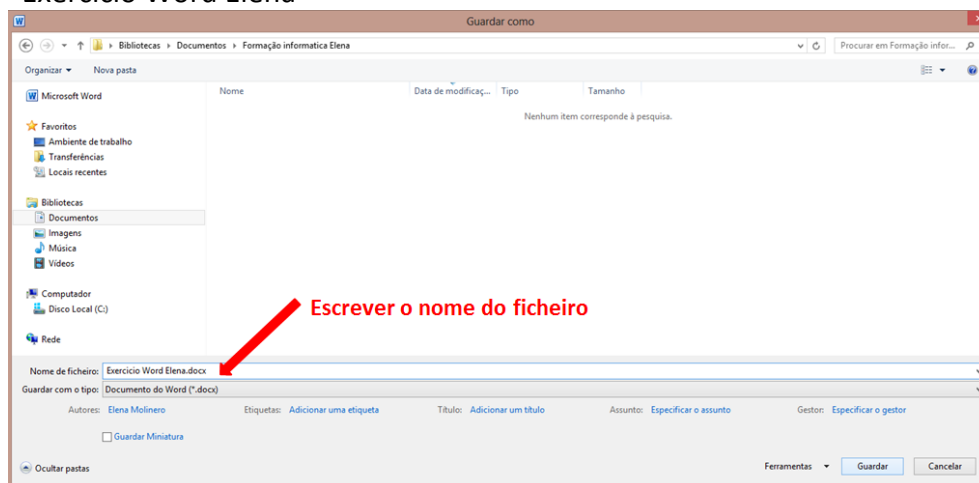 Exercício Word Elena
Guardar como
Bibliotecas Documentos Formação informatica Elena
Procurar em Formação infor...
Organizar Nova pasta
Microsoft Word
Favoritos
Ambiente de trabalho
Transferências
Locais recentes
Bibliotecas
Documentos
Imagens
Música
Vídeos
Computador
Disco Local (C:)
Rede
Nome Data de modificaç... Tipo Tamanho
Nenhum item corresponde à pesquisa.
Escrever o nome do ficheiro
Nome de ficheiro: Exercicio Word Elena.docx
Guardar com o tipo: Documento do Word (*.docx)
Autores: Elena Molinero Etiquetas: Adicionar uma etiqueta Título: Adicionar um título Assunto: Especificar o assunto Gestor: Especificar o gestor
Guardar Miniatura
Ocultar pastas
Ferramentas Guardar Cancelar